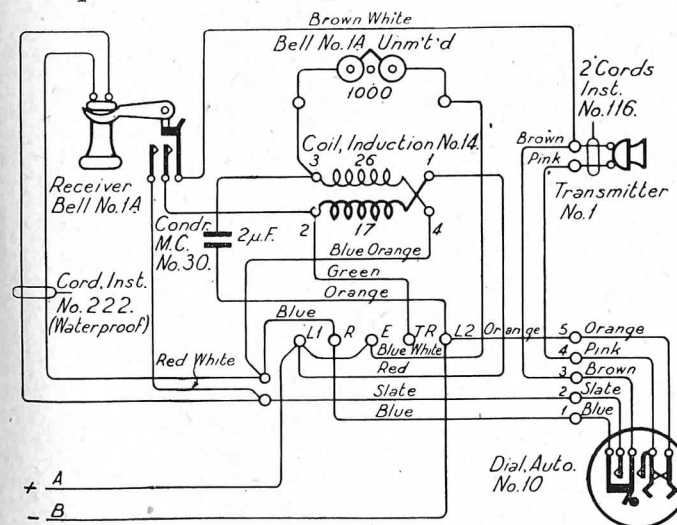 Brown White
Bell No.1A Unm't'd
1000
2 Cords
Inst.
No.116.
Brown
Pink
Transmitter
No.1
Coil, Induction No.14.
3 26 1
17
2 4
Receiver
Bell No.1A
Condr.
M.C.
No.30.
2μ.F.
Blue Orange
Green
Orange
Cord, Inst.
No.222.
(Waterproof)
Blue
L1 R E TR L2 Orange
Blue White
Red
Red White
Slate
Blue
5 Orange
4 Pink
3 Brown
2 Slate
1 Blue
Dial, Auto.
No.10
+ A
- B